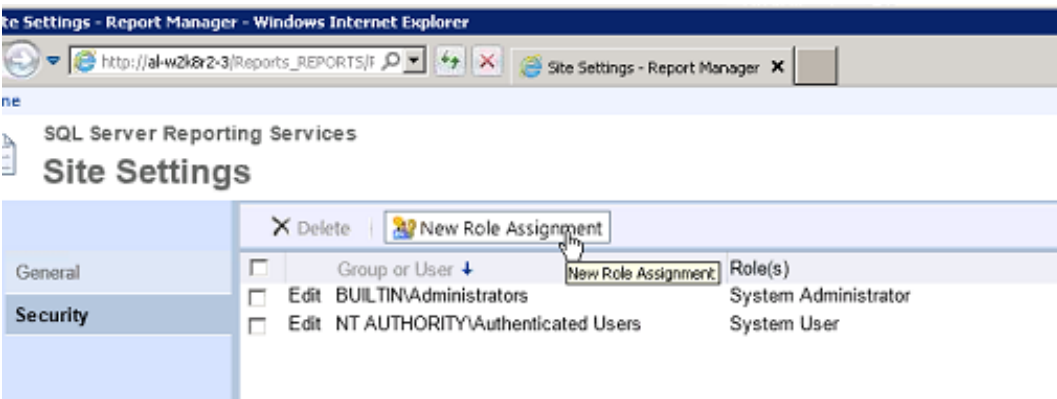 te Settings - Report Manager - Windows Internet Explorer
http://al-w2k8r2-3/Reports_REPORTS/F
Site Settings - Report Manager
me
SQL Server Reporting Services
Site Settings
Delete
New Role Assignment
General
Group or User
New Role Assignment
Role(s)
Edit BUILTIN\Administrators System Administrator
Security
Edit NT AUTHORITY\Authenticated Users System User